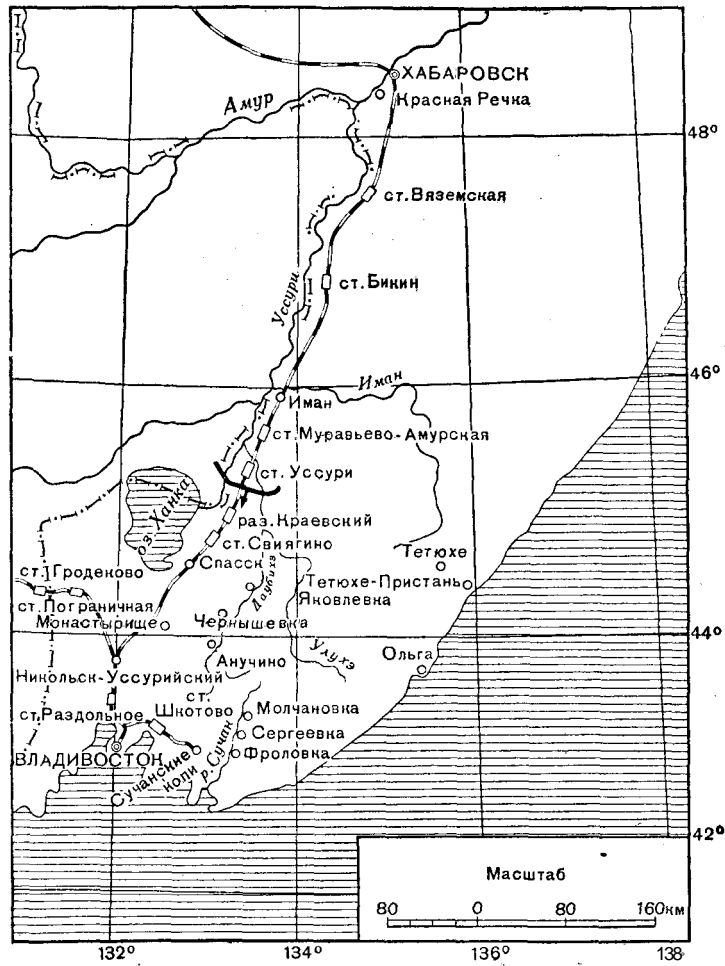 ХАБАРОВСК
Красная Речка
Амур
48°
ст. Вяземская
Уссури
ст. Бикин
46°
Иман
Иман
ст. Муравьево-Амурская
ст. Уссури
оз. Ханка
раз. Краевский
ст. Свиягино
Спасск
Даубихэ
Тетюхе
ст. Гродеково
Тетюхе-Пристань
Яковлевка
ст. Пограничная
Монастырище
Чернышевка
44°
Улухэ
Анучино
Ольга
Никольск-Уссурийский
ст.
Шкотово
Молчановка
ст. Раздольное
Сергеевка
р. Сучан
Фроловка
ВЛАДИВОСТОК
Сучанские
копи
42°
Масштаб
80 0 80 160км
132° 134° 136° 138